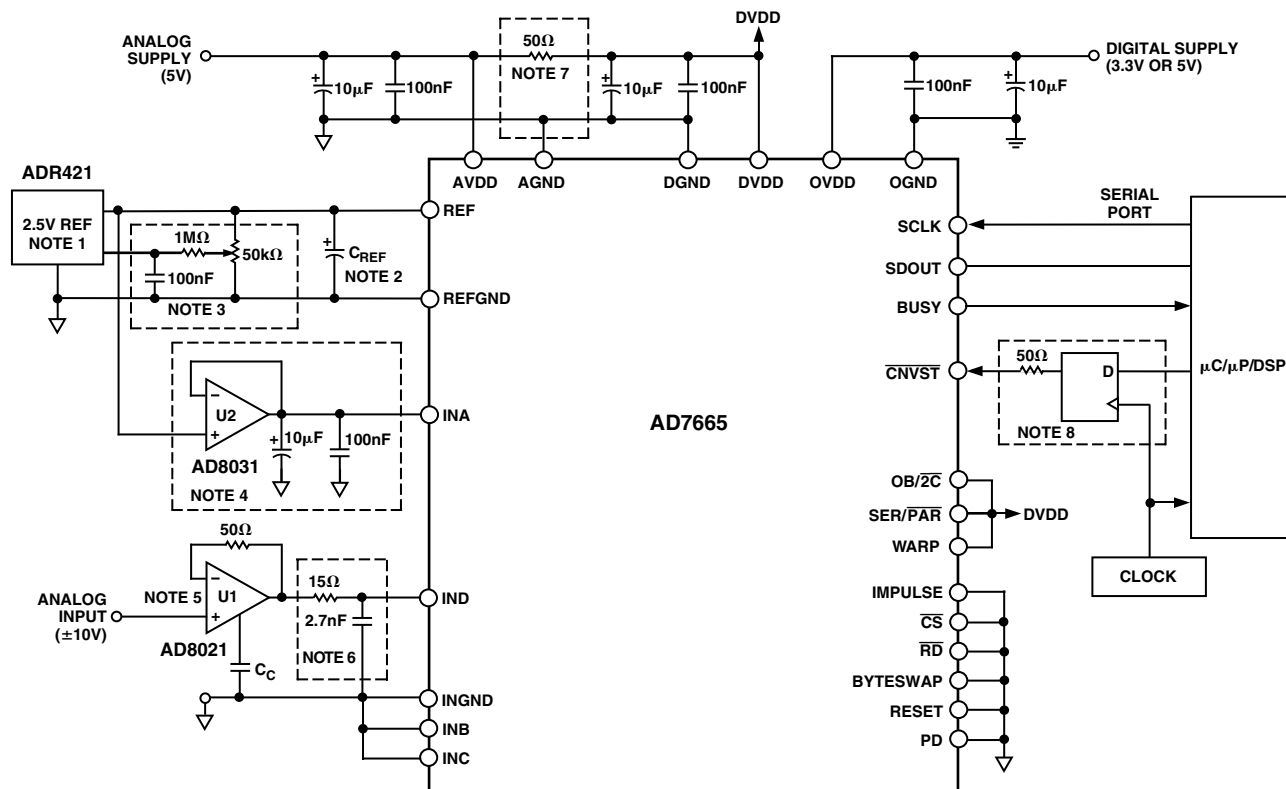 ANALOG
SUPPLY
(5V)
50Ω
NOTE 7
DVDD
DIGITAL SUPPLY
(3.3V OR 5V)
+
10μF
100nF
+
10μF
100nF
100nF
+
10μF
AVDD
AGND
DGND
DVDD
OVDD
OGND
ADR421
2.5V REF
NOTE 1
1MΩ
50kΩ
100nF
NOTE 3
+
CREF
NOTE 2
REF
REFGND
SERIAL
PORT
SCLK
SDOUT
BUSY
CNVST
50Ω
D
NOTE 8
μC/μP/DSP
AD7665
−
U2
+
AD8031
NOTE 4
+
10μF
100nF
INA
OB/2C
SER/PAR
WARP
DVDD
CLOCK
50Ω
ANALOG
INPUT
(±10V)
NOTE 5
−
U1
+
AD8021
CC
15Ω
2.7nF
NOTE 6
IND
INGND
INB
INC
IMPULSE
CS
RD
BYTESWAP
RESET
PD